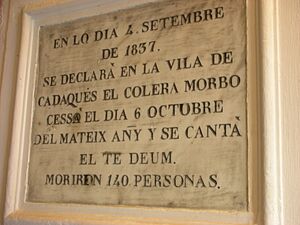 EN LO DIA 4. SETEMBRE
DE 1837.
SE DECLARÀ EN LA VILA DE
CADAQUÉS EL COLERA MORBO
CESSÀ EL DIA 6 OCTUBRE
DEL MATEIX ANY Y SE CANTÀ
EL TE DEUM.
MORIREN 140. PERSONAS.